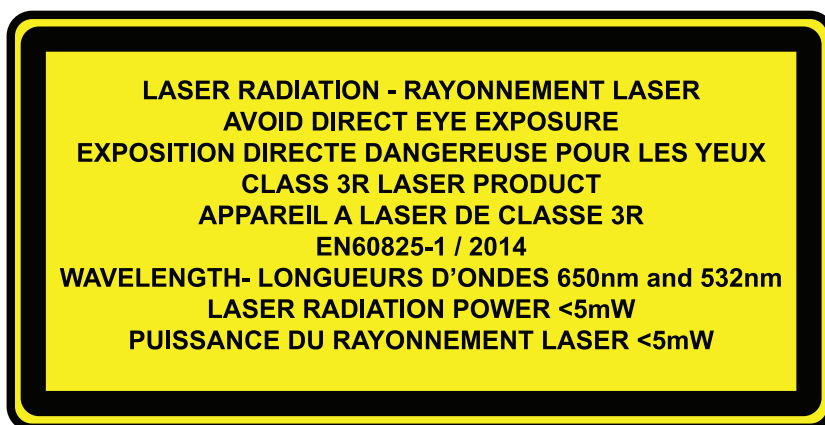 LASER RADIATION - RAYONNEMENT LASER
AVOID DIRECT EYE EXPOSURE
EXPOSITION DIRECTE DANGEREUSE POUR LES YEUX
CLASS 3R LASER PRODUCT
APPAREIL A LASER DE CLASSE 3R
EN60825-1 / 2014
WAVELENGTH- LONGUEURS D’ONDES 650nm and 532nm
LASER RADIATION POWER <5mW
PUISSANCE DU RAYONNEMENT LASER <5mW